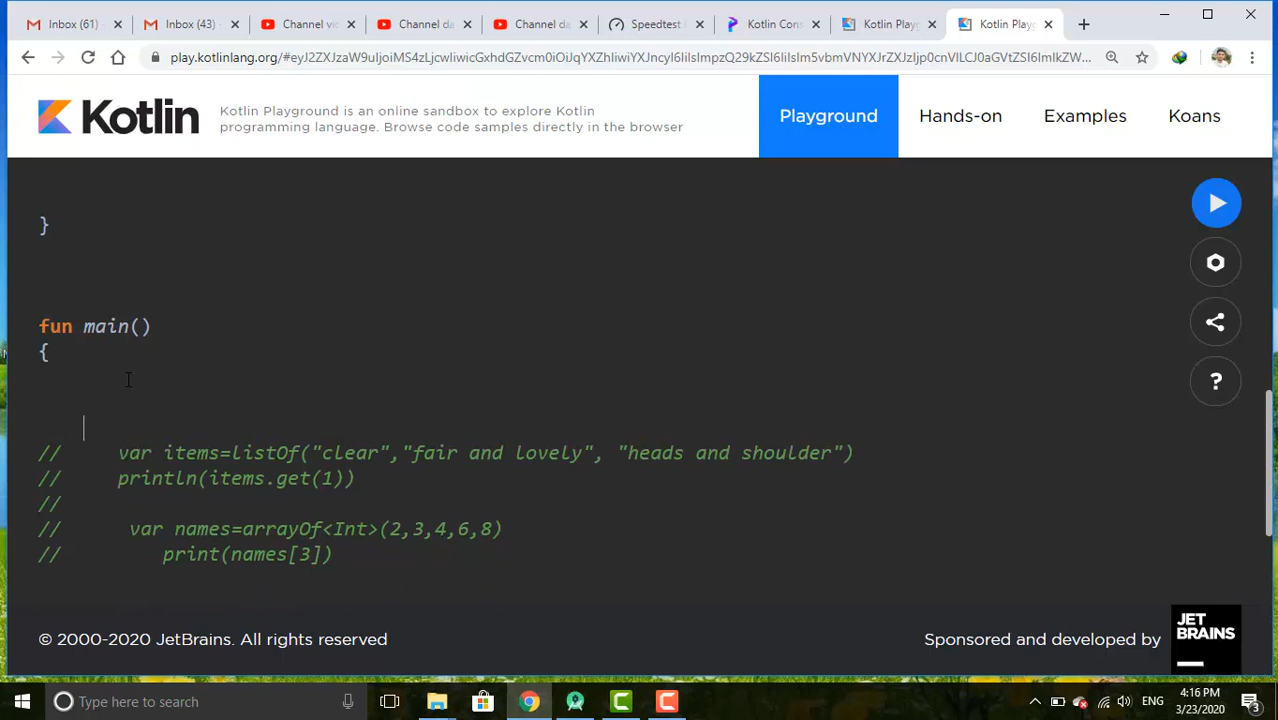 Inbox (61)
Inbox (43)
Channel vi
Channel da
Channel da
Speedtest
Kotlin Cons
Kotlin Play
Kotlin Play
play.kotlinlang.org/
Kotlin
Kotlin Playground is an online sandbox to explore Kotlin
programming language. Browse code samples directly in the browser
Playground
Hands-on
Examples
Koans
}
fun main()
{
// var items=listOf("clear","fair and lovely", "heads and shoulder")
// println(items.get(1))
//
// var names=arrayOf<Int>(2,3,4,6,8)
// print(names[3])
?
© 2000-2020 JetBrains. All rights reserved
Sponsored and developed by
JET
BRAINS
Type here to search
ENG
4:16 PM
3/23/2020
3